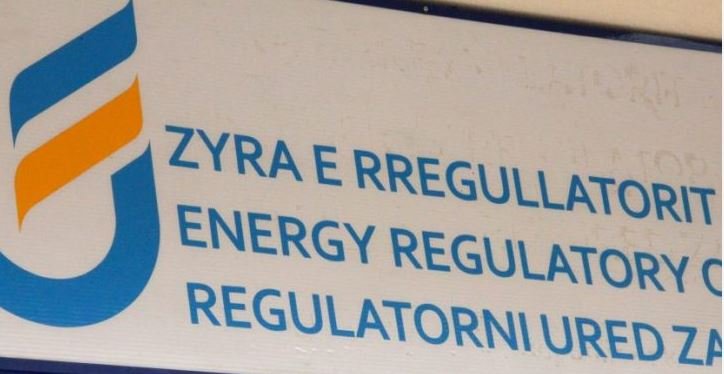 ZYRA E RREGULLATORIT
ENERGY REGULATORY
REGULATORNI URED ZA